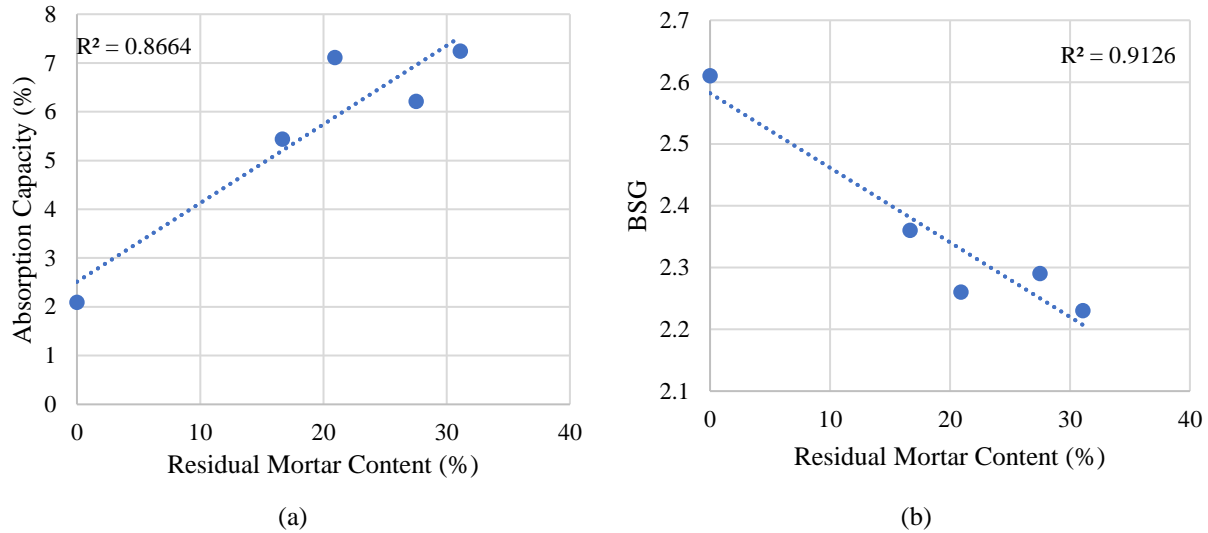 R² = 0.8664
8
7
6
5
4
3
2
1
0
Absorption Capacity (%)
0 10 20 30 40
Residual Mortar Content (%)
(a)
R² = 0.9126
2.7
2.6
2.5
2.4
2.3
2.2
2.1
BSG
0 10 20 30 40
Residual Mortar Content (%)
(b)